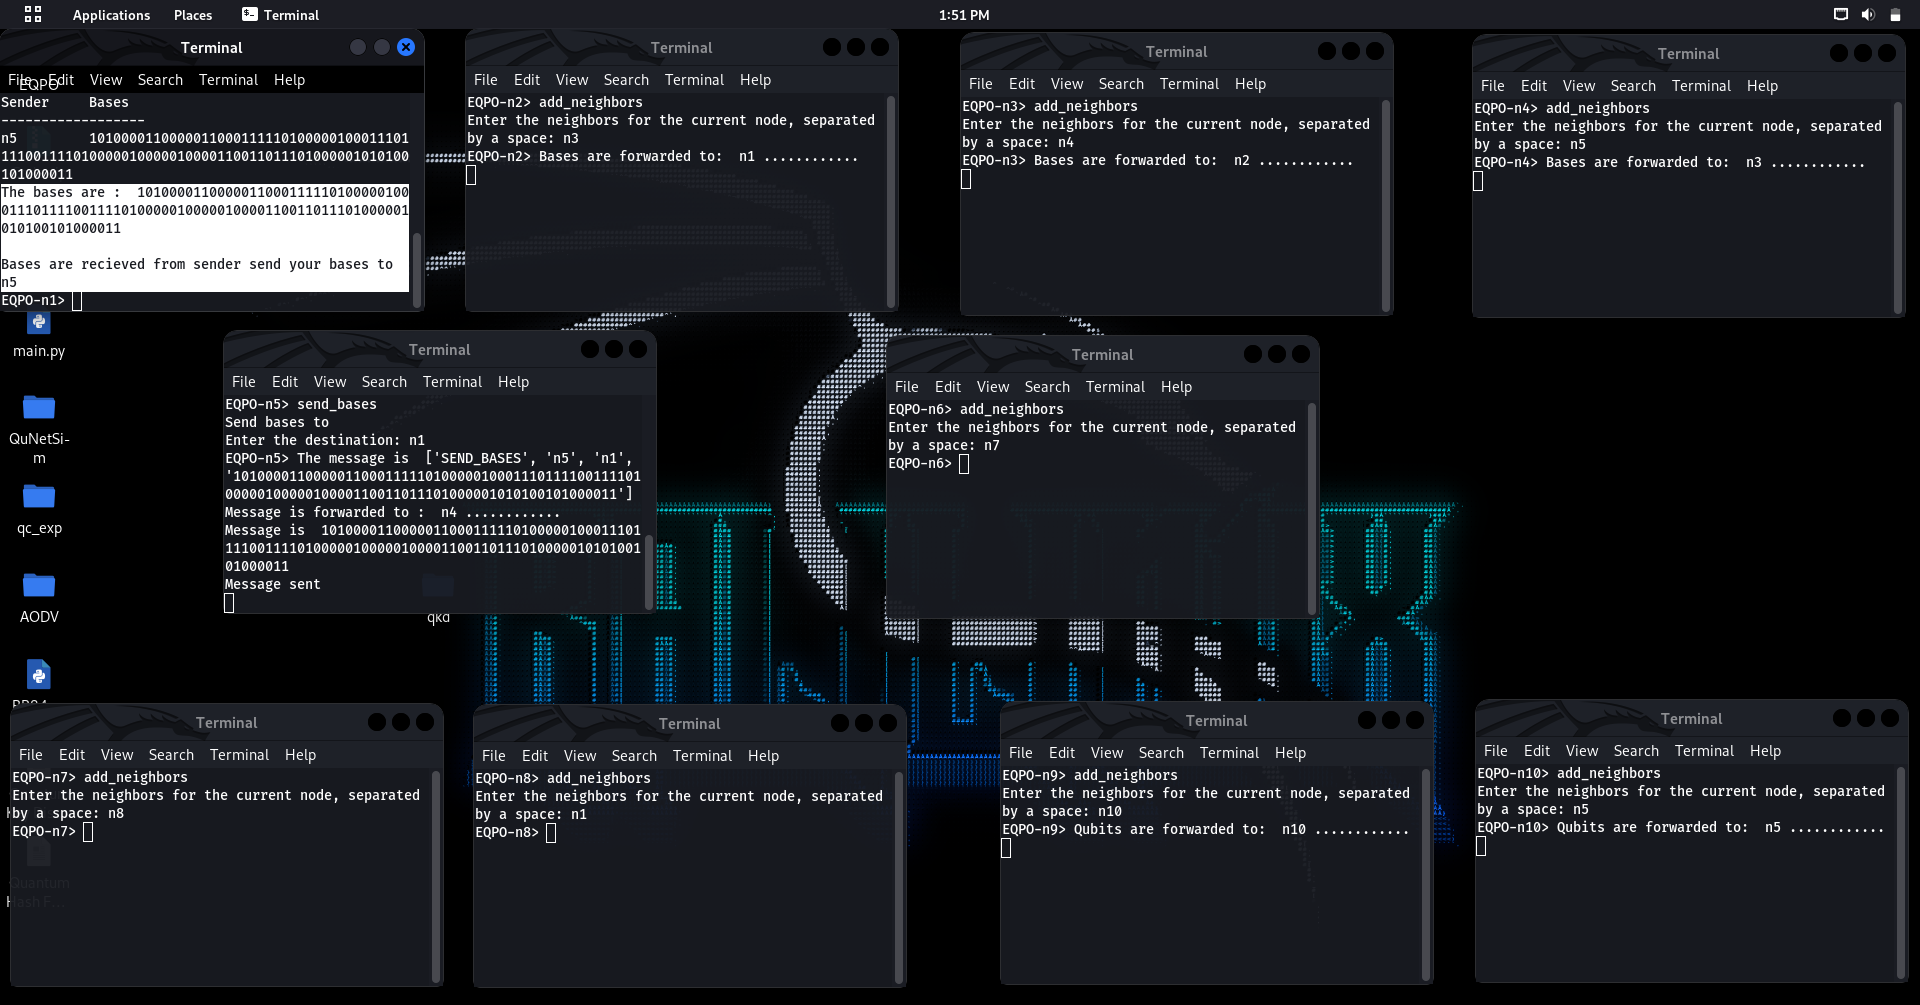 Applications Places Terminal 1:51 PM
Terminal
File Edit View Search Terminal Help
EQPO
Sender     Bases
------------------
n5         1010000110000011000111110100000100011101
111001111010000010000010000110011011101000001010100
101000011
The bases are :  1010000110000011000111110100000100
011101111001111010000010000010000110011011101000001
010100101000011
Bases are recieved from sender send your bases to
n5
EQPO-n1>
Terminal
File Edit View Search Terminal Help
EQPO-n2> add_neighbors
Enter the neighbors for the current node, separated
by a space: n3
EQPO-n2> Bases are forwarded to:  n1 ............
Terminal
File Edit View Search Terminal Help
EQPO-n3> add_neighbors
Enter the neighbors for the current node, separated
by a space: n4
EQPO-n3> Bases are forwarded to:  n2 ............
Terminal
File Edit View Search Terminal Help
EQPO-n4> add_neighbors
Enter the neighbors for the current node, separated
by a space: n5
EQPO-n4> Bases are forwarded to:  n3 ............
main.py
QuNetSi-
m
qc_exp
AODV
Terminal
File Edit View Search Terminal Help
EQPO-n5> send_bases
Send bases to
Enter the destination: n1
EQPO-n5> The message is  ['SEND_BASES', 'n5', 'n1',
'101000011000001100011111010000010001110111100111101
0000010000010000110011011101000001010100101000011']
Message is forwarded to :  n4 ............
Message is  1010000110000011000111110100000100011101
1110011110100000100000100001100110111010000010101001
01000011
Message sent
qkd
Terminal
File Edit View Search Terminal Help
EQPO-n6> add_neighbors
Enter the neighbors for the current node, separated
by a space: n7
EQPO-n6>
Terminal
File Edit View Search Terminal Help
EQPO-n7> add_neighbors
Enter the neighbors for the current node, separated
by a space: n8
EQPO-n7>
Quantum
Hash F...
Terminal
File Edit View Search Terminal Help
EQPO-n8> add_neighbors
Enter the neighbors for the current node, separated
by a space: n1
EQPO-n8>
Terminal
File Edit View Search Terminal Help
EQPO-n9> add_neighbors
Enter the neighbors for the current node, separated
by a space: n10
EQPO-n9> Qubits are forwarded to:  n10 ............
Terminal
File Edit View Search Terminal Help
EQPO-n10> add_neighbors
Enter the neighbors for the current node, separated
by a space: n5
EQPO-n10> Qubits are forwarded to:  n5 ............